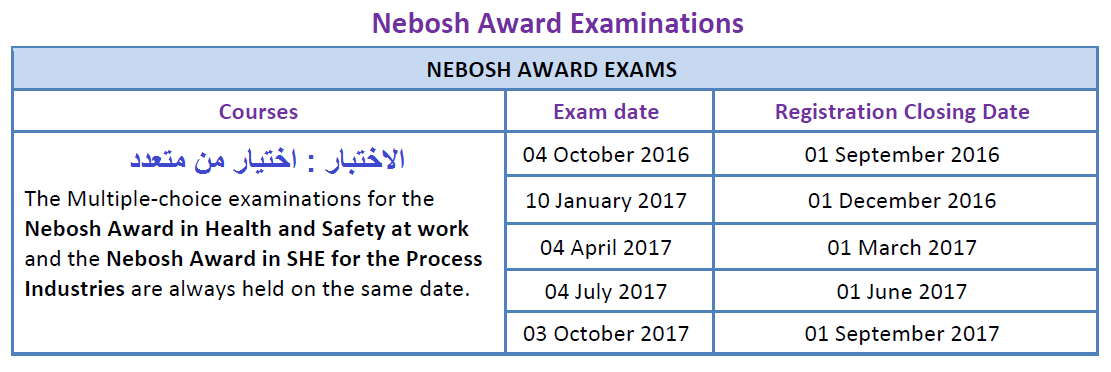 Nebosh Award Examinations
NEBOSH AWARD EXAMS
Courses Exam date Registration Closing Date
الاختبار : اختيار من متعدد
The Multiple-choice examinations for the
Nebosh Award in Health and Safety at work
and the Nebosh Award in SHE for the Process
Industries are always held on the same date.
04 October 2016 01 September 2016
10 January 2017 01 December 2016
04 April 2017 01 March 2017
04 July 2017 01 June 2017
03 October 2017 01 September 2017